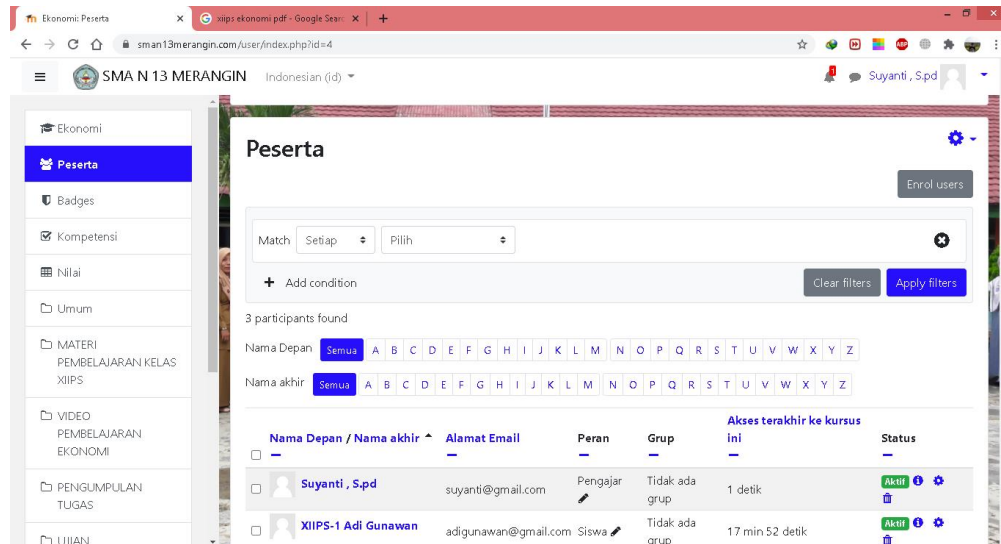 Ekonomi: Peserta
xiips ekonomi pdf - Google Sear
sman13merangin.com/user/index.php?id=4
ABP
SMA N 13 MERANGIN
Indonesian (id)
1
Suyanti , S.pd
Ekonomi
Peserta
Badges
Kompetensi
Nilai
Umum
MATERI
PEMBELAJARAN KELAS
XIIPS
VIDEO
PEMBELAJARAN
EKONOMI
PENGUMPULAN
TUGAS
UJIAN
Peserta
Enrol users
Match Setiap Pilih
Add condition
Clear filters Apply filters
3 participants found
Nama Depan Semua A B C D E F G H I J K L M N O P Q R S T U V W X Y Z
Nama akhir Semua A B C D E F G H I J K L M N O P Q R S T U V W X Y Z
Nama Depan / Nama akhir Alamat Email Peran Grup Akses terakhir ke kursus ini Status
Suyanti , S.pd suyanti@gmail.com Pengajar Tidak ada grup 1 detik Aktif
XIIPS-1 Adi Gunawan adigunawan@gmail.com Siswa Tidak ada grup 17 min 52 detik Aktif